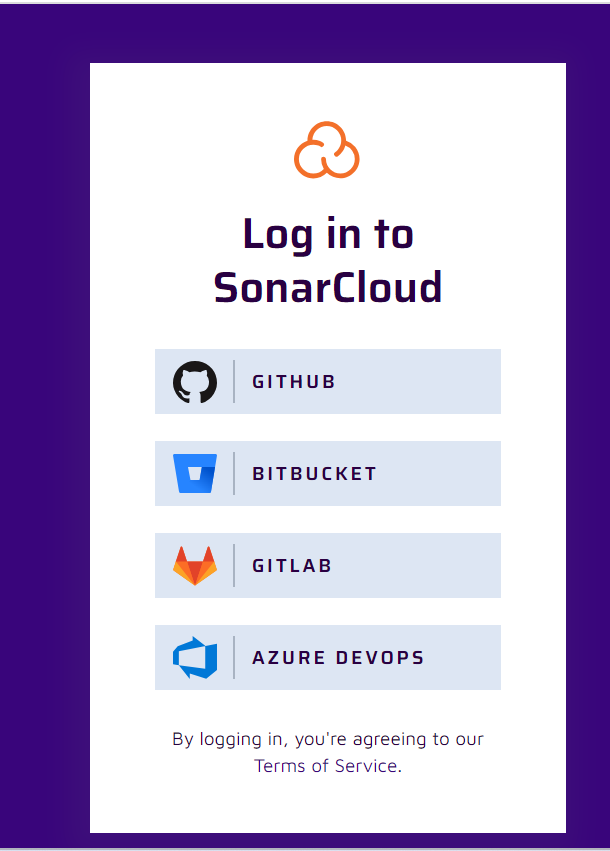 Log in to
SonarCloud
GITHUB
BITBUCKET
GITLAB
AZURE DEVOPS
By logging in, you're agreeing to our
Terms of Service.